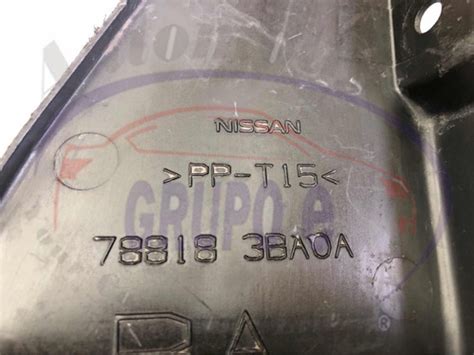 NISSAN
>PP-T15<
GRUPO e
78818 3BA0A
®